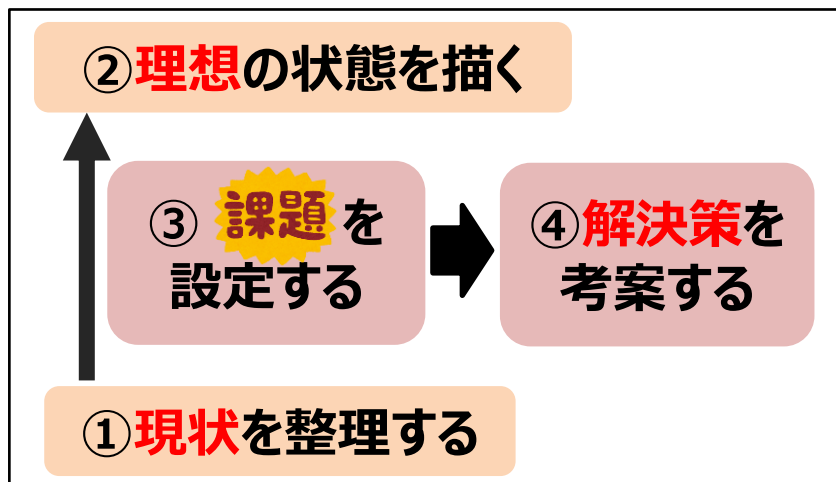 ②理想の状態を描く
③ 課題 を
設定する
④解決策を
考案する
①現状を整理する